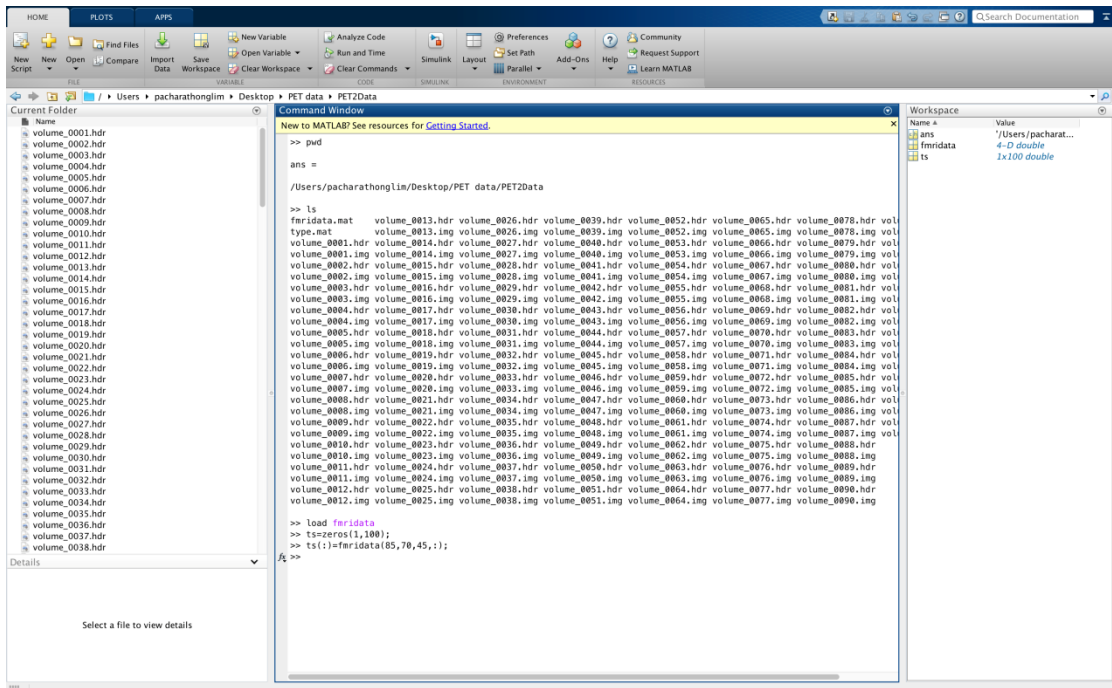 HOME PLOTS APPS
Search Documentation
New Script
New
Open
Find Files
Compare
Import Data
Save Workspace
New Variable
Open Variable
Clear Workspace
Analyze Code
Run and Time
Clear Commands
Simulink
Layout
Preferences
Set Path
Parallel
Add-Ons
Help
Community
Request Support
Learn MATLAB
FILE VARIABLE CODE SIMULINK ENVIRONMENT RESOURCES
/ Users pacharathonglim Desktop PET data PET2Data
Current Folder
Name
volume_0001.hdr
volume_0002.hdr
volume_0003.hdr
volume_0004.hdr
volume_0005.hdr
volume_0006.hdr
volume_0007.hdr
volume_0008.hdr
volume_0009.hdr
volume_0010.hdr
volume_0011.hdr
volume_0012.hdr
volume_0013.hdr
volume_0014.hdr
volume_0015.hdr
volume_0016.hdr
volume_0017.hdr
volume_0018.hdr
volume_0019.hdr
volume_0020.hdr
volume_0021.hdr
volume_0022.hdr
volume_0023.hdr
volume_0024.hdr
volume_0025.hdr
volume_0026.hdr
volume_0027.hdr
volume_0028.hdr
volume_0029.hdr
volume_0030.hdr
volume_0031.hdr
volume_0032.hdr
volume_0033.hdr
volume_0034.hdr
volume_0035.hdr
volume_0036.hdr
volume_0037.hdr
volume_0038.hdr
Details
Select a file to view details
Command Window
New to MATLAB? See resources for Getting Started.
>> pwd
ans =
/Users/pacharathonglim/Desktop/PET data/PET2Data
>> ls
fmridata.mat volume_0013.hdr volume_0026.hdr volume_0039.hdr volume_0052.hdr volume_0065.hdr volume_0078.hdr vol
type.mat volume_0013.img volume_0026.img volume_0039.img volume_0052.img volume_0065.img volume_0078.img vol
volume_0001.hdr volume_0014.hdr volume_0027.hdr volume_0040.hdr volume_0053.hdr volume_0066.hdr volume_0079.hdr vol
volume_0001.img volume_0014.img volume_0027.img volume_0040.img volume_0053.img volume_0066.img volume_0079.img vol
volume_0002.hdr volume_0015.hdr volume_0028.hdr volume_0041.hdr volume_0054.hdr volume_0067.hdr volume_0080.hdr vol
volume_0002.img volume_0015.img volume_0028.img volume_0041.img volume_0054.img volume_0067.img volume_0080.img vol
volume_0003.hdr volume_0016.hdr volume_0029.hdr volume_0042.hdr volume_0055.hdr volume_0068.hdr volume_0081.hdr vol
volume_0003.img volume_0016.img volume_0029.img volume_0042.img volume_0055.img volume_0068.img volume_0081.img vol
volume_0004.hdr volume_0017.hdr volume_0030.hdr volume_0043.hdr volume_0056.hdr volume_0069.hdr volume_0082.hdr vol
volume_0004.img volume_0017.img volume_0030.img volume_0043.img volume_0056.img volume_0069.img volume_0082.img vol
volume_0005.hdr volume_0018.hdr volume_0031.hdr volume_0044.hdr volume_0057.hdr volume_0070.hdr volume_0083.hdr vol
volume_0005.img volume_0018.img volume_0031.img volume_0044.img volume_0057.img volume_0070.img volume_0083.img vol
volume_0006.hdr volume_0019.hdr volume_0032.hdr volume_0045.hdr volume_0058.hdr volume_0071.hdr volume_0084.hdr vol
volume_0006.img volume_0019.img volume_0032.img volume_0045.img volume_0058.img volume_0071.img volume_0084.img vol
volume_0007.hdr volume_0020.hdr volume_0033.hdr volume_0046.hdr volume_0059.hdr volume_0072.hdr volume_0085.hdr vol
volume_0007.img volume_0020.img volume_0033.img volume_0046.img volume_0059.img volume_0072.img volume_0085.img vol
volume_0008.hdr volume_0021.hdr volume_0034.hdr volume_0047.hdr volume_0060.hdr volume_0073.hdr volume_0086.hdr vol
volume_0008.img volume_0021.img volume_0034.img volume_0047.img volume_0060.img volume_0073.img volume_0086.img vol
volume_0009.hdr volume_0022.hdr volume_0035.hdr volume_0048.hdr volume_0061.hdr volume_0074.hdr volume_0087.hdr vol
volume_0009.img volume_0022.img volume_0035.img volume_0048.img volume_0061.img volume_0074.img volume_0087.img vol
volume_0010.hdr volume_0023.hdr volume_0036.hdr volume_0049.hdr volume_0062.hdr volume_0075.hdr volume_0088.hdr
volume_0010.img volume_0023.img volume_0036.img volume_0049.img volume_0062.img volume_0075.img volume_0088.img
volume_0011.hdr volume_0024.hdr volume_0037.hdr volume_0050.hdr volume_0063.hdr volume_0076.hdr volume_0089.hdr
volume_0011.img volume_0024.img volume_0037.img volume_0050.img volume_0063.img volume_0076.img volume_0089.img
volume_0012.hdr volume_0025.hdr volume_0038.hdr volume_0051.hdr volume_0064.hdr volume_0077.hdr volume_0090.hdr
volume_0012.img volume_0025.img volume_0038.img volume_0051.img volume_0064.img volume_0077.img volume_0090.img
>> load fmridata
>> ts=zeros(1,100);
>> ts(:)=fmridata(85,70,45,:);
fx >>
Workspace
Name Value
ans '/Users/pacharat...
fmridata 4-D double
ts 1x100 double